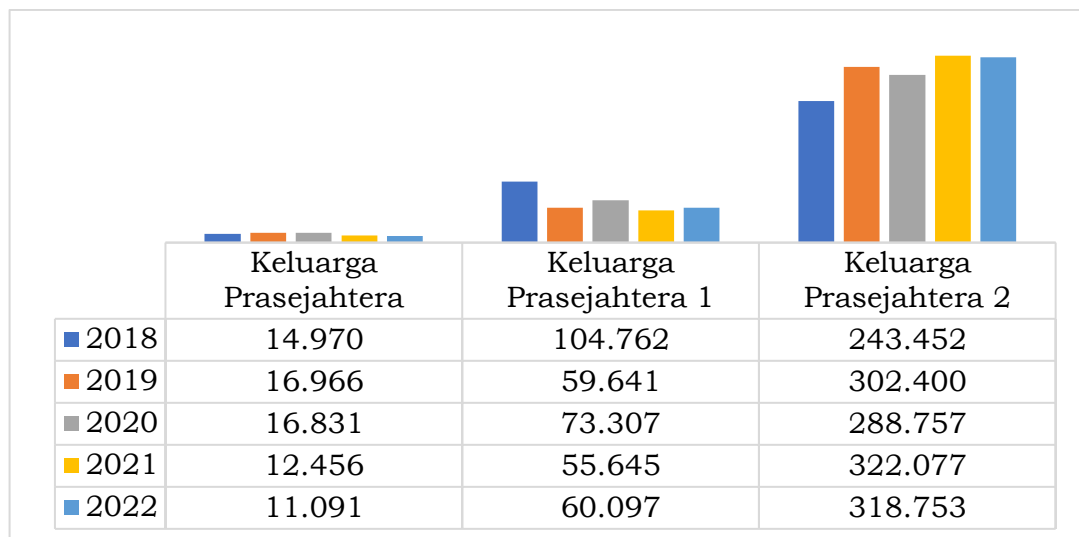 Keluarga Prasejahtera
Keluarga Prasejahtera 1
Keluarga Prasejahtera 2
2018 14.970 104.762 243.452
2019 16.966 59.641 302.400
2020 16.831 73.307 288.757
2021 12.456 55.645 322.077
2022 11.091 60.097 318.753